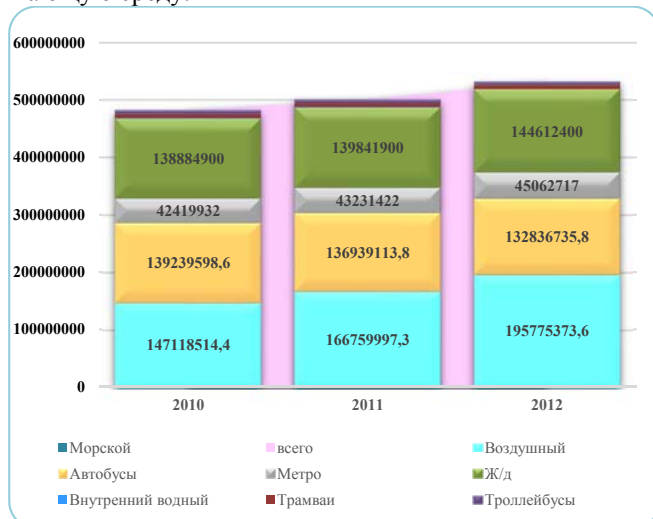 600000000
500000000
400000000
300000000
200000000
100000000
0
138884900 139841900 144612400
42419932 43231422 45062717
139239598,6 136939113,8 132836735,8
147118514,4 166759997,3 195775373,6
2010 2011 2012
Морской всего Воздушный
Автобусы Метро Ж/д
Внутренний водный Трамваи Троллейбусы